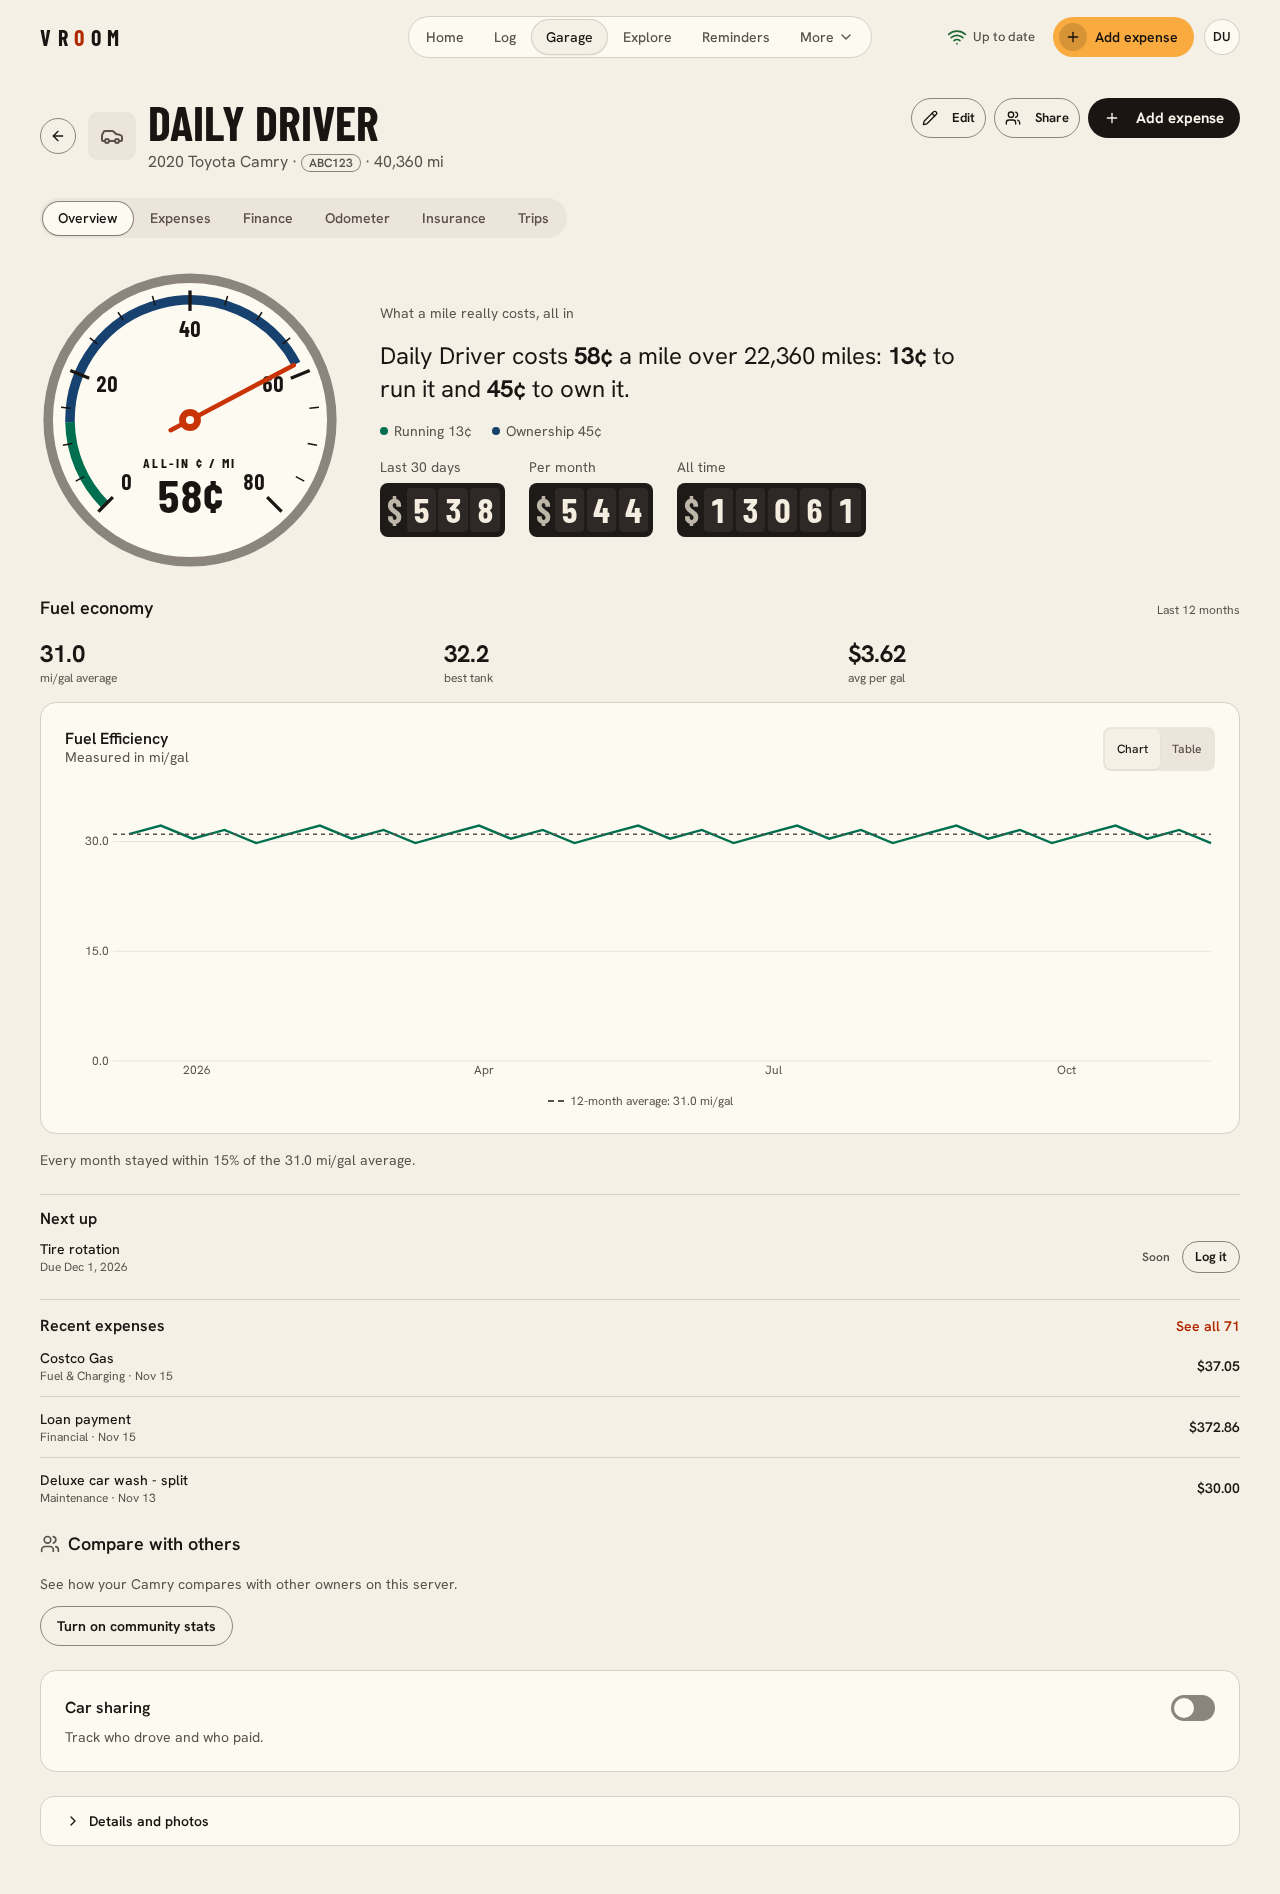 VROOM
Home
Log
Garage
Explore
Reminders
More
Up to date
Add expense
DU
DAILY DRIVER
2020 Toyota Camry · ABC123 · 40,360 mi
Edit
Share
Add expense
Overview
Expenses
Finance
Odometer
Insurance
Trips
40
20
60
ALL-IN ¢ / MI
0
80
58¢
What a mile really costs, all in
Daily Driver costs 58¢ a mile over 22,360 miles: 13¢ to
run it and 45¢ to own it.
Running 13¢
Ownership 45¢
Last 30 days
Per month
All time
$538
$544
$13061
Fuel economy
Last 12 months
31.0
mi/gal average
32.2
best tank
$3.62
avg per gal
Fuel Efficiency
Measured in mi/gal
Chart
Table
30.0
15.0
0.0
2026
Apr
Jul
Oct
12-month average: 31.0 mi/gal
Every month stayed within 15% of the 31.0 mi/gal average.
Next up
Tire rotation
Due Dec 1, 2026
Soon
Log it
Recent expenses
See all 71
Costco Gas
Fuel & Charging · Nov 15
$37.05
Loan payment
Financial · Nov 15
$372.86
Deluxe car wash - split
Maintenance · Nov 13
$30.00
Compare with others
See how your Camry compares with other owners on this server.
Turn on community stats
Car sharing
Track who drove and who paid.
Details and photos